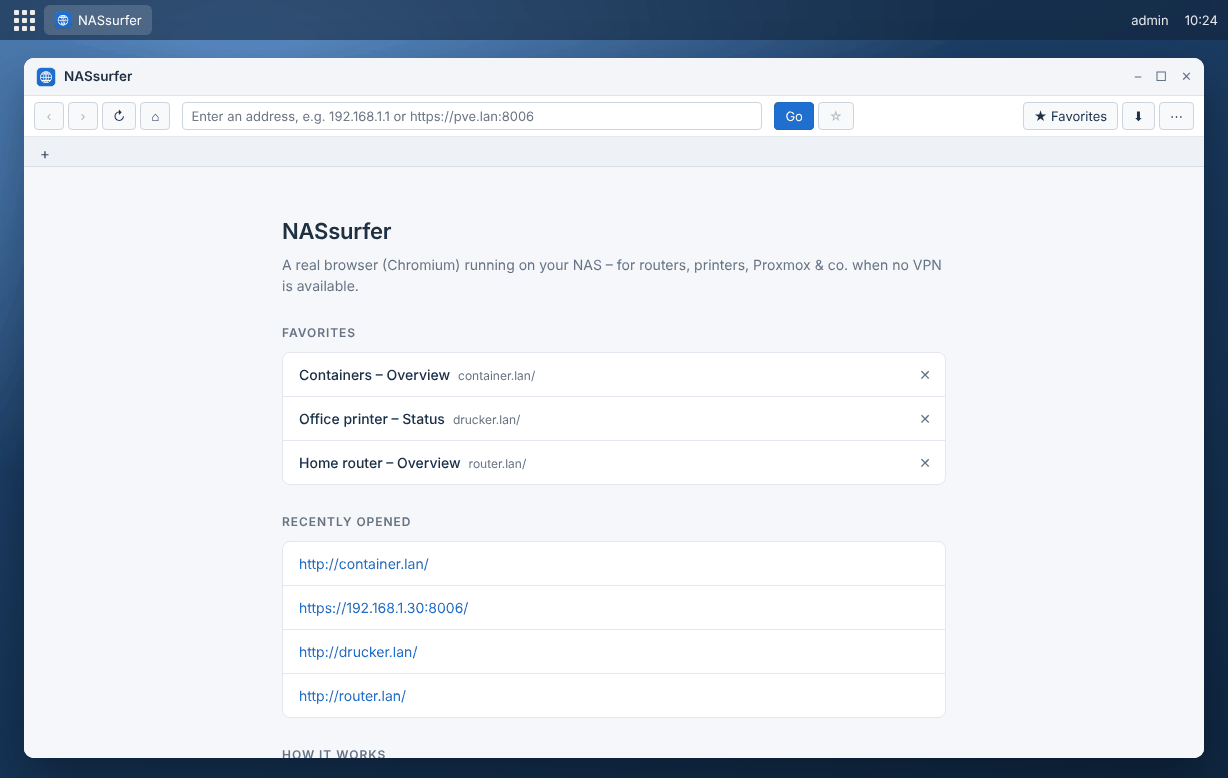 NASsurfer
admin 10:24
NASsurfer
Enter an address, e.g. 192.168.1.1 or https://pve.lan:8006
Go
★ Favorites
NASsurfer
A real browser (Chromium) running on your NAS – for routers, printers, Proxmox & co. when no VPN
is available.
FAVORITES
Containers – Overview container.lan/
Office printer – Status drucker.lan/
Home router – Overview router.lan/
RECENTLY OPENED
http://container.lan/
https://192.168.1.30:8006/
http://drucker.lan/
http://router.lan/
HOW IT WORKS